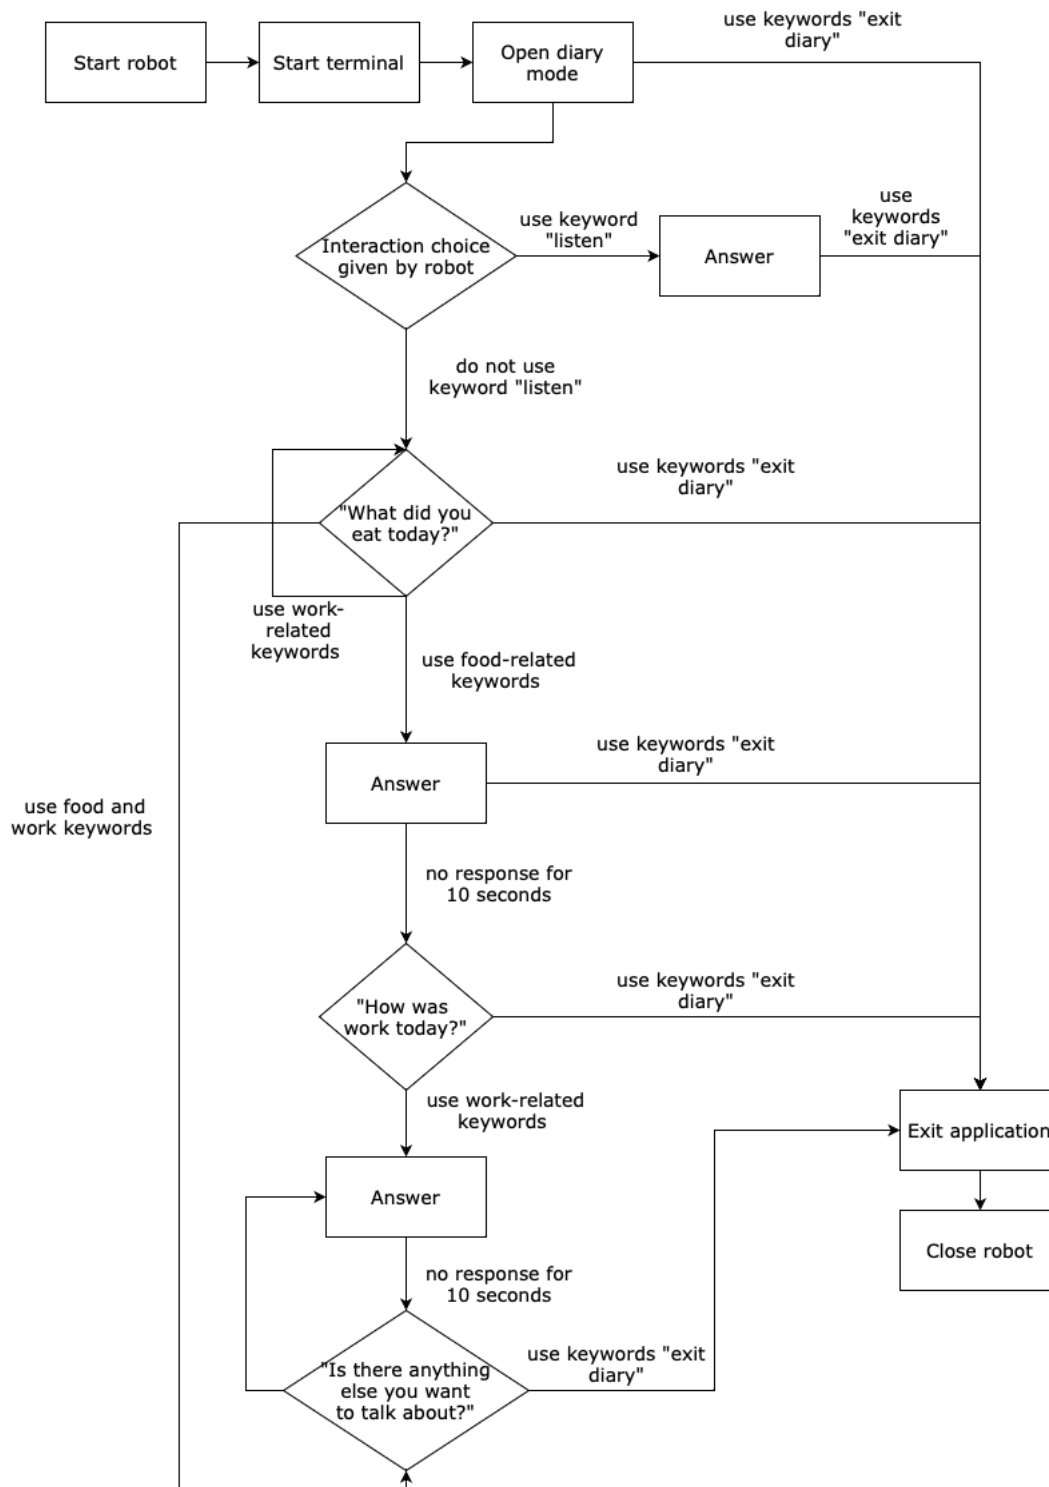 use keywords "exit
diary"
Start robot
Start terminal
Open diary
mode
Interaction choice
given by robot
use keyword
"listen"
Answer
use
keywords
"exit diary"
do not use
keyword "listen"
"What did you
eat today?"
use keywords "exit
diary"
use work-
related
keywords
use food-related
keywords
Answer
use keywords "exit
diary"
use food and
work keywords
no response for
10 seconds
"How was
work today?"
use keywords "exit
diary"
use work-related
keywords
Exit application
Answer
Close robot
no response for
10 seconds
"Is there anything
else you want
to talk about?"
use keywords "exit
diary"